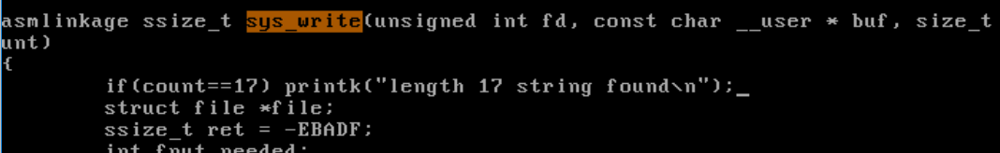 asmlinkage ssize_t sys_write(unsigned int fd, const char __user * buf, size_t
unt)
{
if(count==17) printk("length 17 string found\n");_
struct file *file;
ssize_t ret = -EBADF;
int fput_needed;